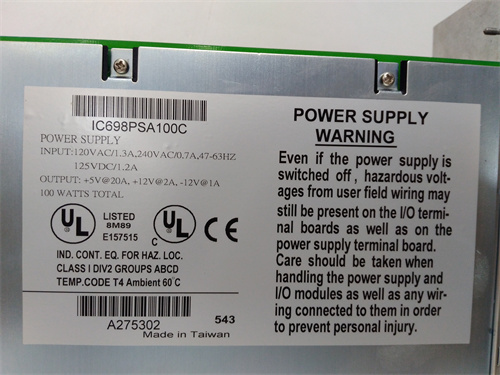 IC698PSA100C
POWER SUPPLY
INPUT:120VAC/1.3A,240VAC/0.7A,47-63HZ
125VDC/1.2A
OUTPUT: +5V@20A, +12V@2A, -12V@1A
100 WATTS TOTAL
UL
LISTED
8M89
E157515
C
UL
IND. CONT. EQ. FOR HAZ. LOC.
CLASS I DIV2 GROUPS ABCD
TEMP.CODE T4 Ambient 60°C
A275302
543
Made in Taiwan
POWER SUPPLY
WARNING
Even if the power supply is
switched off , hazardous volt-
ages from user field wiring may
still be present on the I/O termi-
nal boards as well as on the
power supply terminal board.
Care should be taken when
handling the power supply and
I/O modules as well as any wir-
ing connected to them in order
to prevent personal injury.